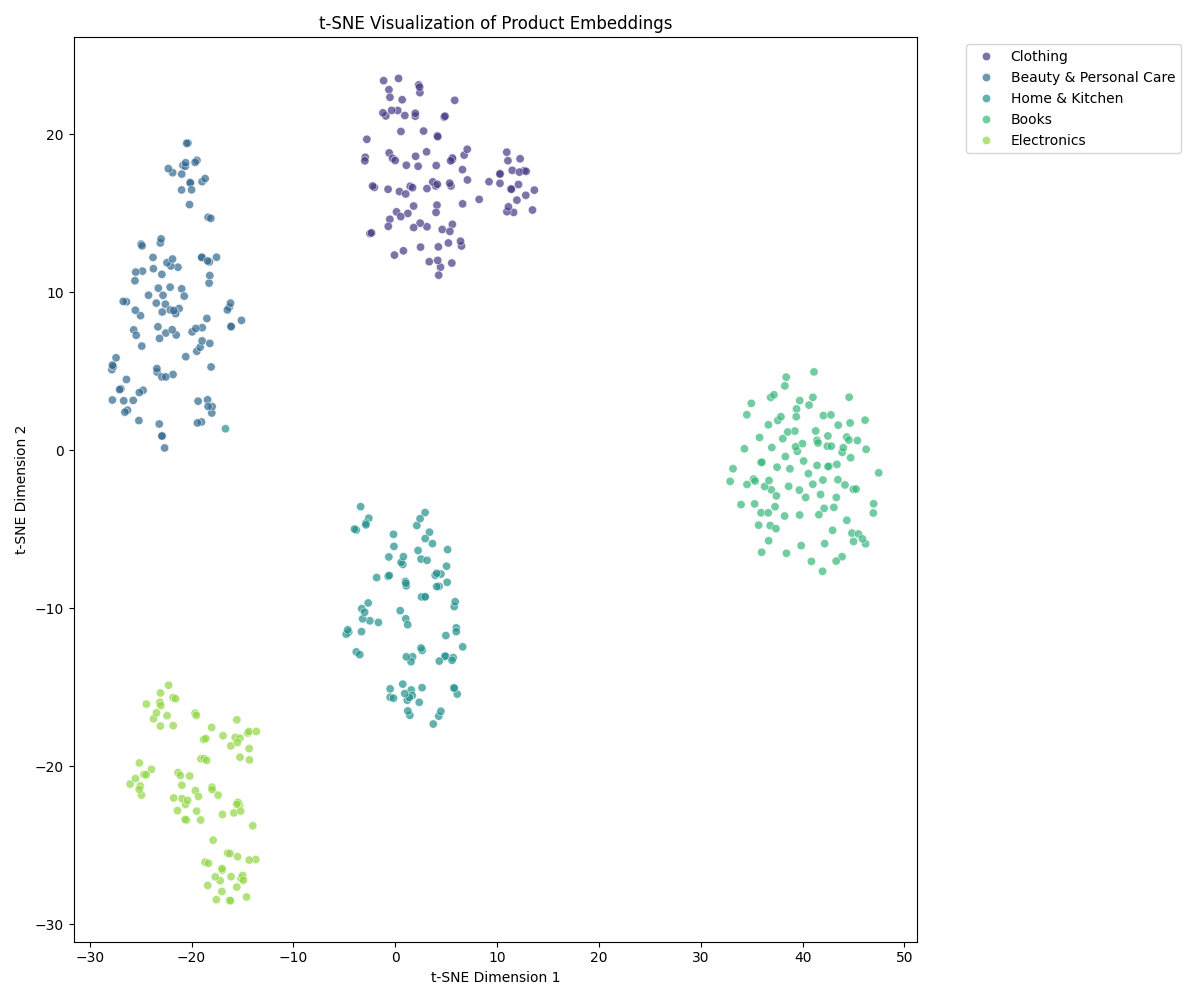 t-SNE Visualization of Product Embeddings
Clothing
Beauty & Personal Care
Home & Kitchen
Books
Electronics
t-SNE Dimension 2
20
10
0
−10
−20
−30
−30
−20
−10
0
10
20
30
40
50
t-SNE Dimension 1